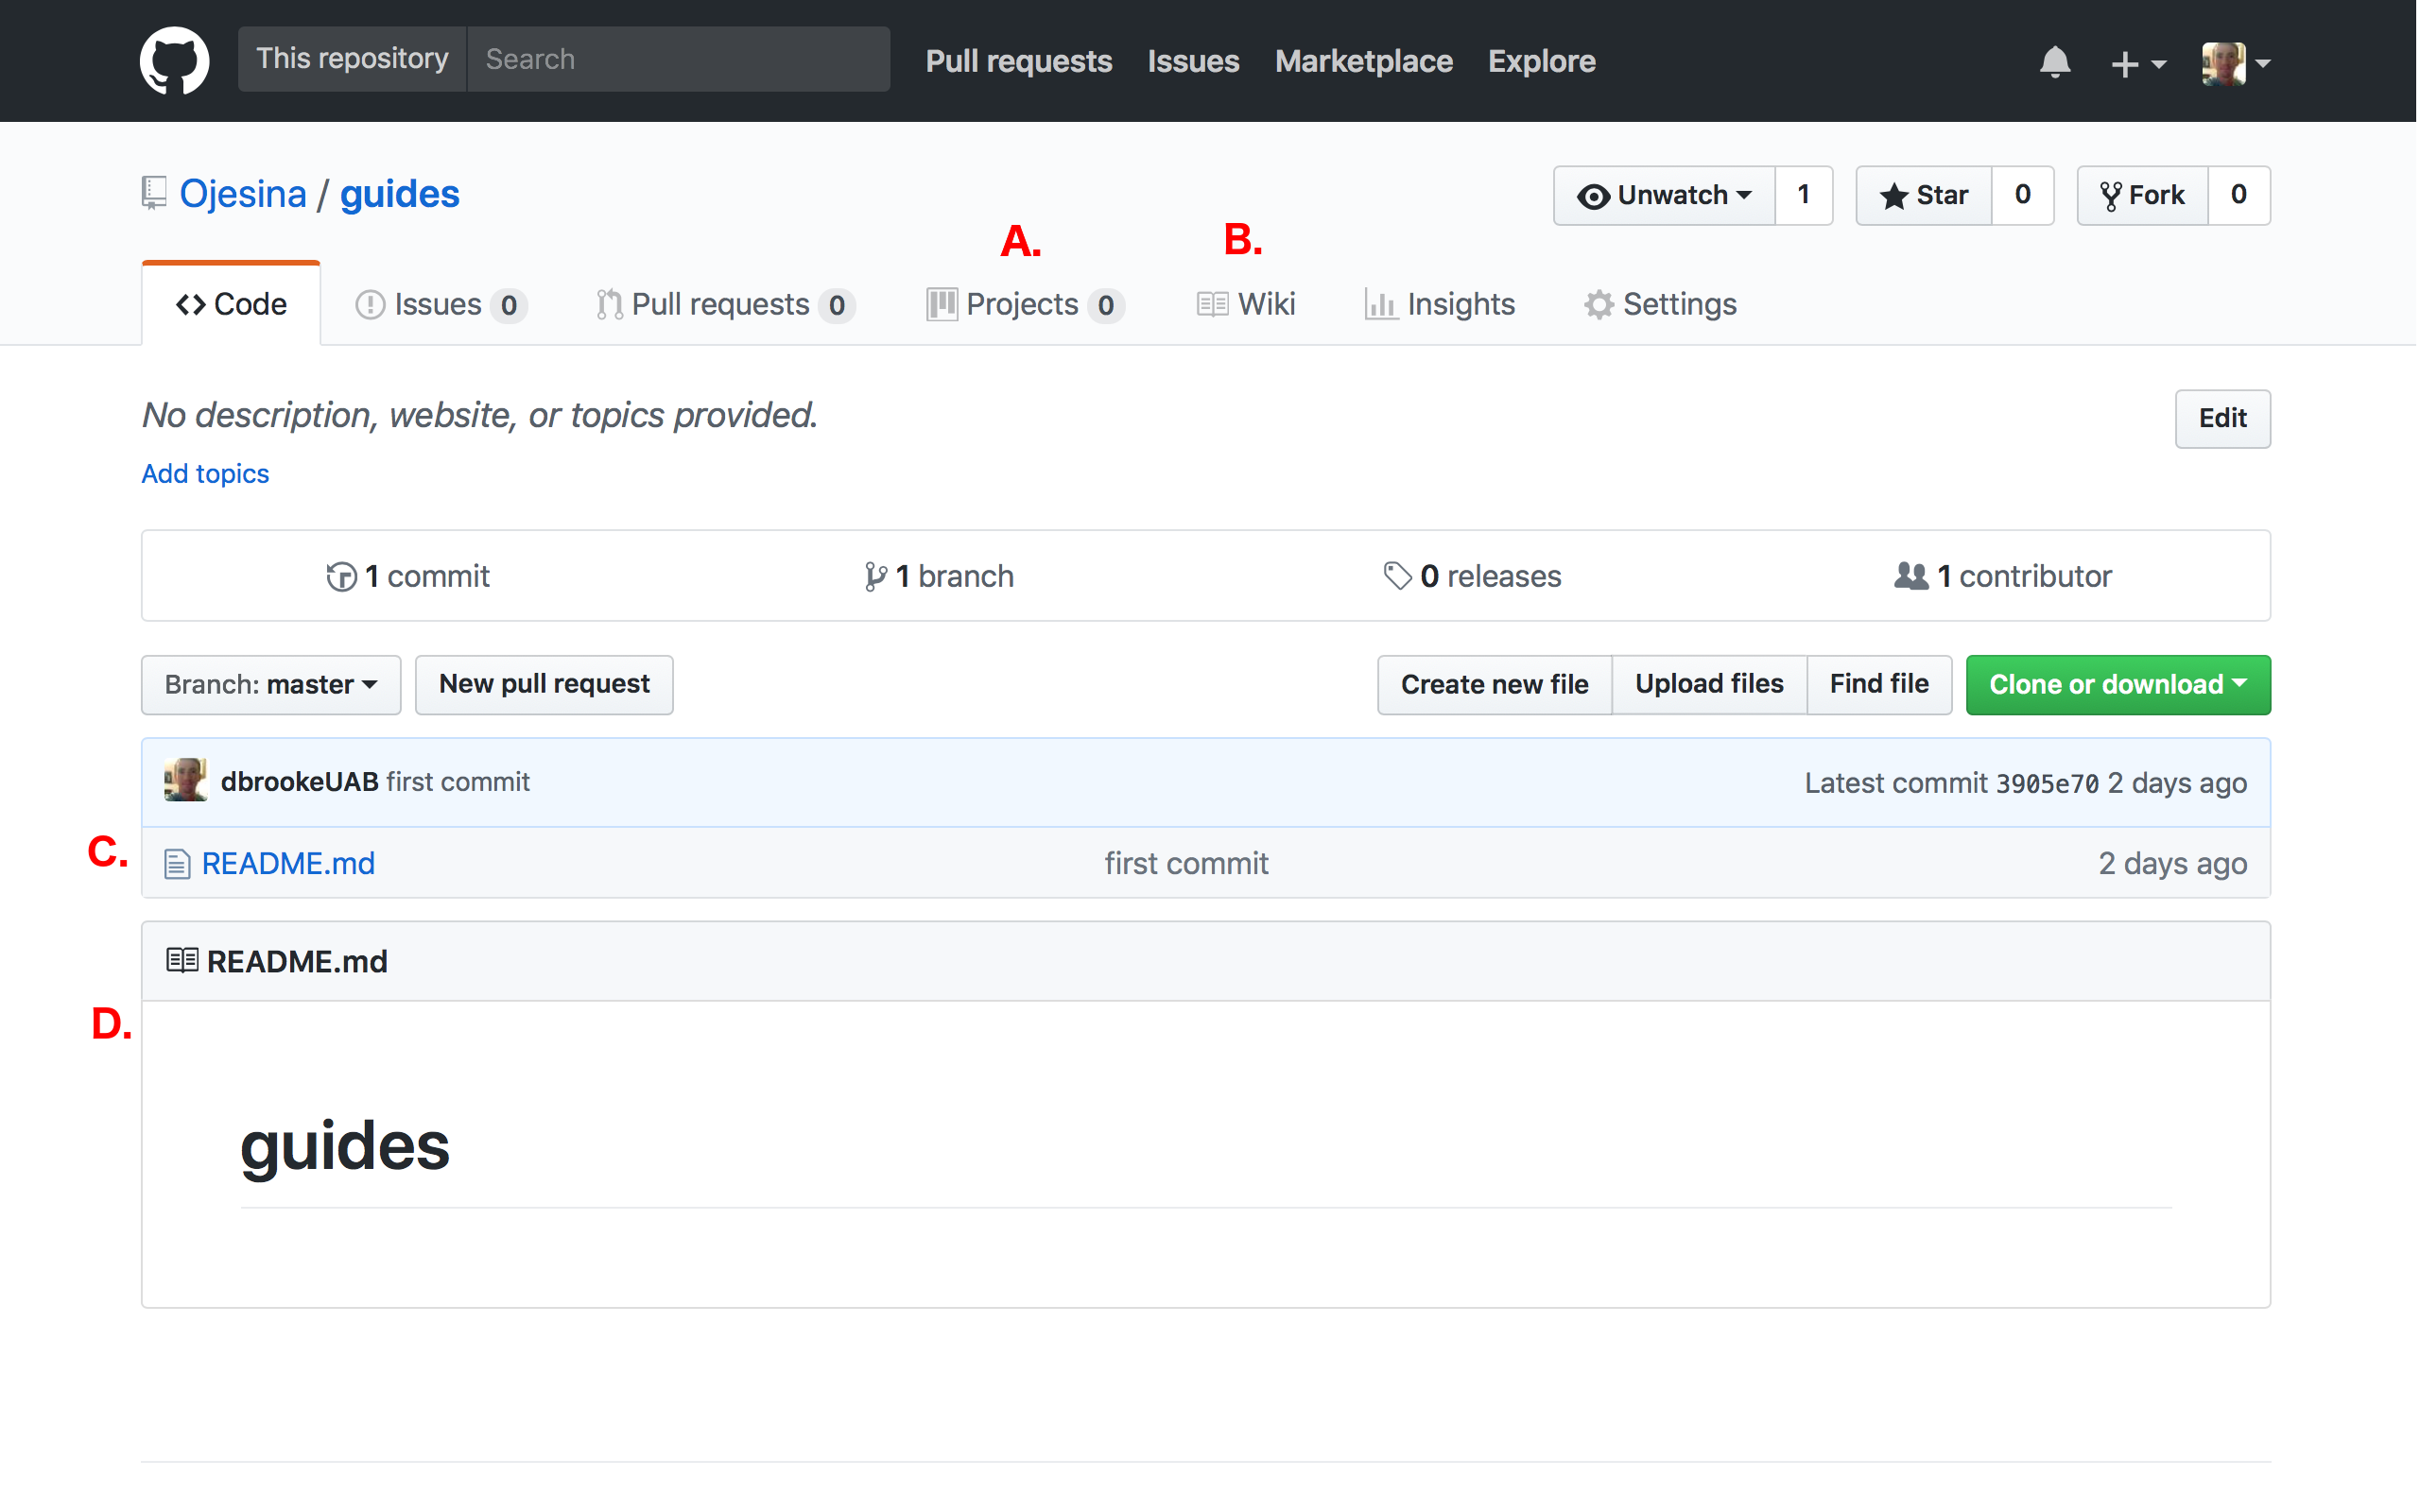 This repository Search Pull requests Issues Marketplace Explore
Ojesina / guides Unwatch 1 Star 0 Fork 0
A. B.
Code Issues 0 Pull requests 0 Projects 0 Wiki Insights Settings
No description, website, or topics provided. Edit
Add topics
1 commit 1 branch 0 releases 1 contributor
Branch: master New pull request Create new file Upload files Find file Clone or download
dbrookeUAB first commit Latest commit 3905e70 2 days ago
C. README.md first commit 2 days ago
README.md
D.
guides